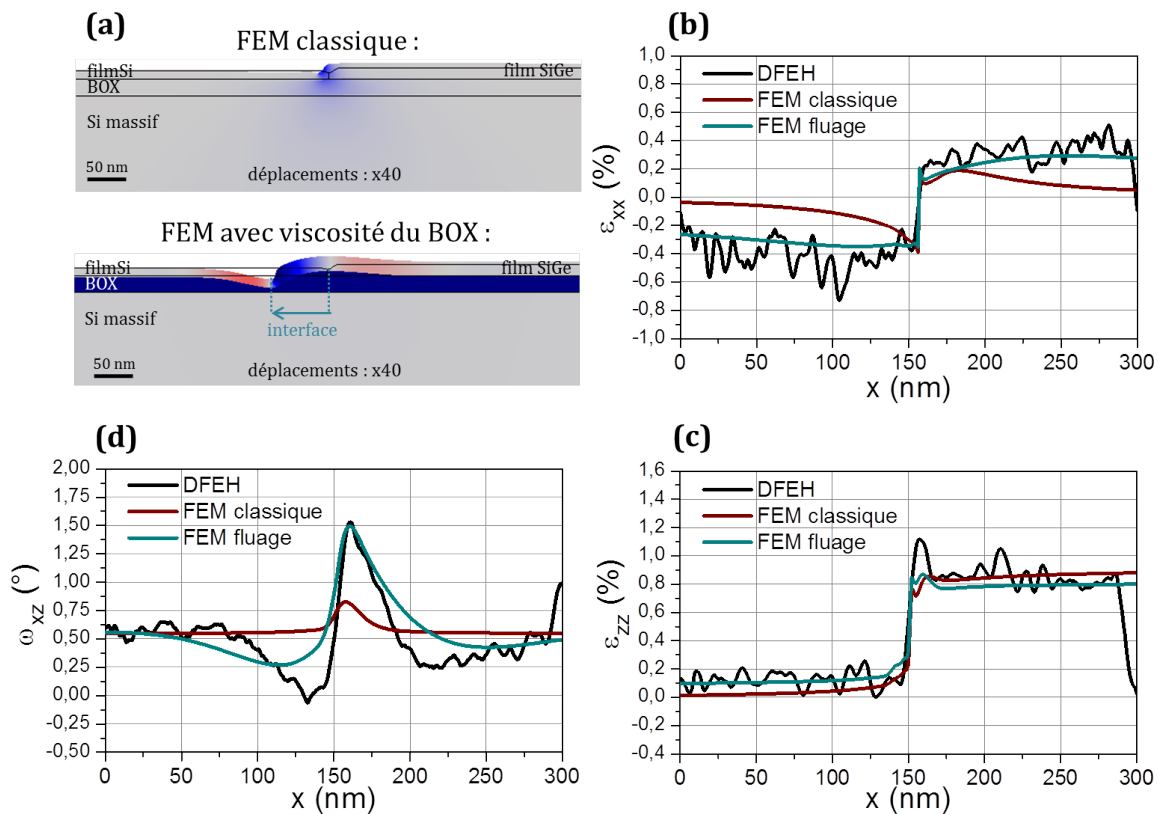 (a)
FEM classique :
filmSi
film SiGe
BOX
Si massif
50 nm
déplacements : x40
FEM avec viscosité du BOX :
filmSi
film SiGe
BOX
Si massif
interface
50 nm
déplacements : x40
(b)
1,0
0,8
0,6
0,4
0,2
0,0
-0,2
-0,4
-0,6
-0,8
-1,0
εxx (%)
DFEH
FEM classique
FEM fluage
0 50 100 150 200 250 300
x (nm)
(d)
2,00
1,75
1,50
1,25
1,00
0,75
0,50
0,25
0,00
-0,25
-0,50
ωxz (°)
DFEH
FEM classique
FEM fluage
0 50 100 150 200 250 300
x (nm)
(c)
1,6
1,4
1,2
1,0
0,8
0,6
0,4
0,2
0,0
-0,2
-0,4
εzz (%)
DFEH
FEM classique
FEM fluage
0 50 100 150 200 250 300
x (nm)